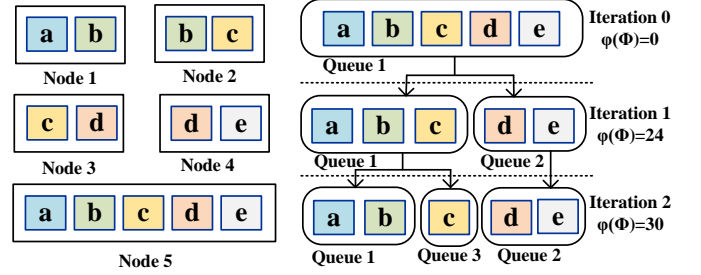 a b
Node 1
b c
Node 2
c d
Node 3
d e
Node 4
a b c d e
Node 5
a b c d e
Queue 1
Iteration 0
φ(Φ)=0
a b c
Queue 1
d e
Queue 2
Iteration 1
φ(Φ)=24
a b
Queue 1
c
Queue 3
d e
Queue 2
Iteration 2
φ(Φ)=30